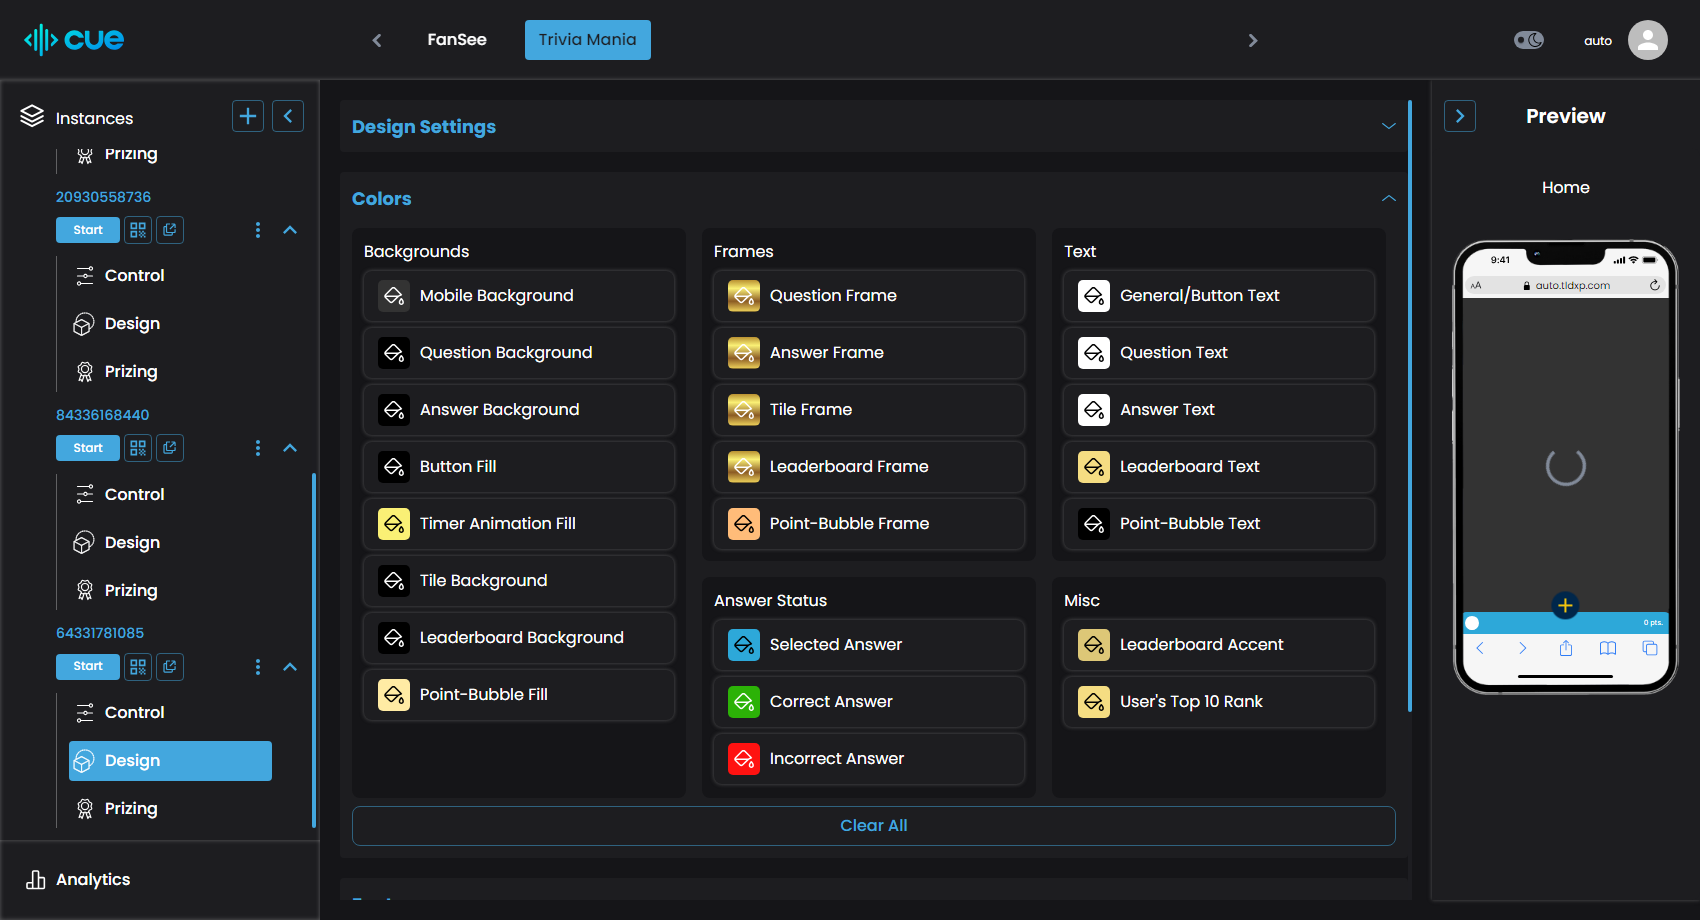 cue
FanSee
Trivia Mania
auto
Instances
Prizing
20930558736
Start
Control
Design
Prizing
84336168440
Start
Control
Design
Prizing
64331781085
Start
Control
Design
Prizing
Analytics
Design Settings
Colors
Backgrounds
Mobile Background
Question Background
Answer Background
Button Fill
Timer Animation Fill
Tile Background
Leaderboard Background
Point-Bubble Fill
Frames
Question Frame
Answer Frame
Tile Frame
Leaderboard Frame
Point-Bubble Frame
Answer Status
Selected Answer
Correct Answer
Incorrect Answer
Text
General/Button Text
Question Text
Answer Text
Leaderboard Text
Point-Bubble Text
Misc
Leaderboard Accent
User's Top 10 Rank
Clear All
Preview
Home
9:41
AA
auto.tldxp.com
0 pts.